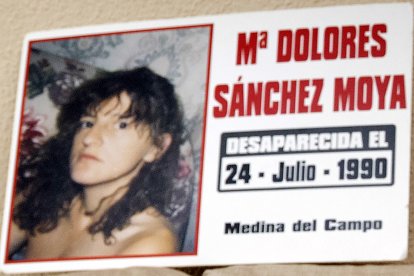 Mª DOLORES
SÁNCHEZ MOYA
DESAPARECIDA EL
24 - Julio - 1990
Medina del Campo